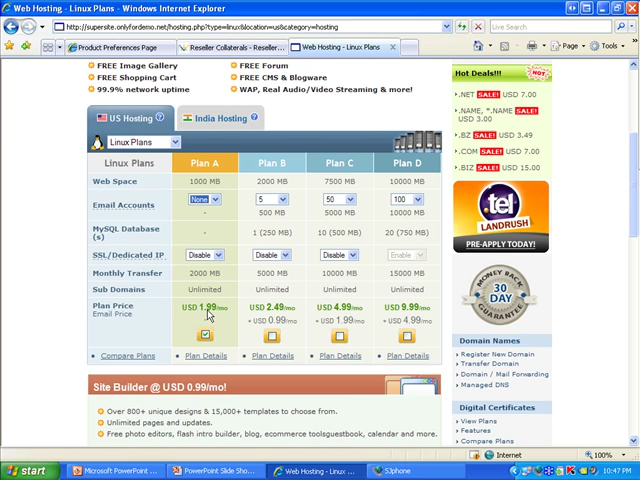 Web Hosting - Linux Plans - Windows Internet Explorer
http://supersite.onlyfordemo.net/hosting.php?type=linux&location=us&category=hosting
Product Preferences Page
Reseller Collaterals - Reseller...
Web Hosting - Linux Plans
Page
Tools
FREE Image Gallery
FREE Forum
FREE Shopping Cart
FREE CMS & Blogware
99.9% network uptime
WAP, Real Audio/Video Streaming & more!
US Hosting
India Hosting
Linux Plans
Linux Plans Plan A Plan B Plan C Plan D
Web Space 1000 MB 2000 MB 7500 MB 10000 MB
Email Accounts None 5 50 100
- 500 MB 5000 MB 10000 MB
MySQL Database(s) - 1 (250 MB) 10 (500 MB) 20 (750 MB)
SSL/Dedicated IP Disable Disable Disable Enable
Monthly Transfer 2000 MB 5000 MB 10000 MB 15000 MB
Sub Domains Unlimited Unlimited Unlimited Unlimited
Plan Price USD 1.99/mo USD 2.49/mo USD 4.99/mo USD 9.99/mo
Email Price + USD 0.99/mo + USD 1.99/mo + USD 4.99/mo
Compare Plans Plan Details Plan Details Plan Details Plan Details
Site Builder @ USD 0.99/mo!
Over 800+ unique designs & 15,000+ templates to choose from.
Unlimited pages and updates.
Free photo editors, flash intro builder, blog, ecommerce toolsguestbook, calendar and more.
Hot Deals!!!
HOT
.NET SALE! USD 7.00
.NAME, *.NAME SALE!
USD 3.00
.BZ SALE! USD 3.49
.COM SALE! USD 7.00
.BIZ SALE! USD 15.00
.tel
LANDRUSH
PRE-APPLY TODAY!
MONEY BACK
30
DAY
GUARANTEE
Domain Names
Register New Domain
Transfer Domain
Domain / Mail Forwarding
Managed DNS
Digital Certificates
View Plans
Features
Compare Plans
Internet
100%
start
Microsoft PowerPoint ...
PowerPoint Slide Sho...
Web Hosting - Linux ...
SJphone
10:47 PM